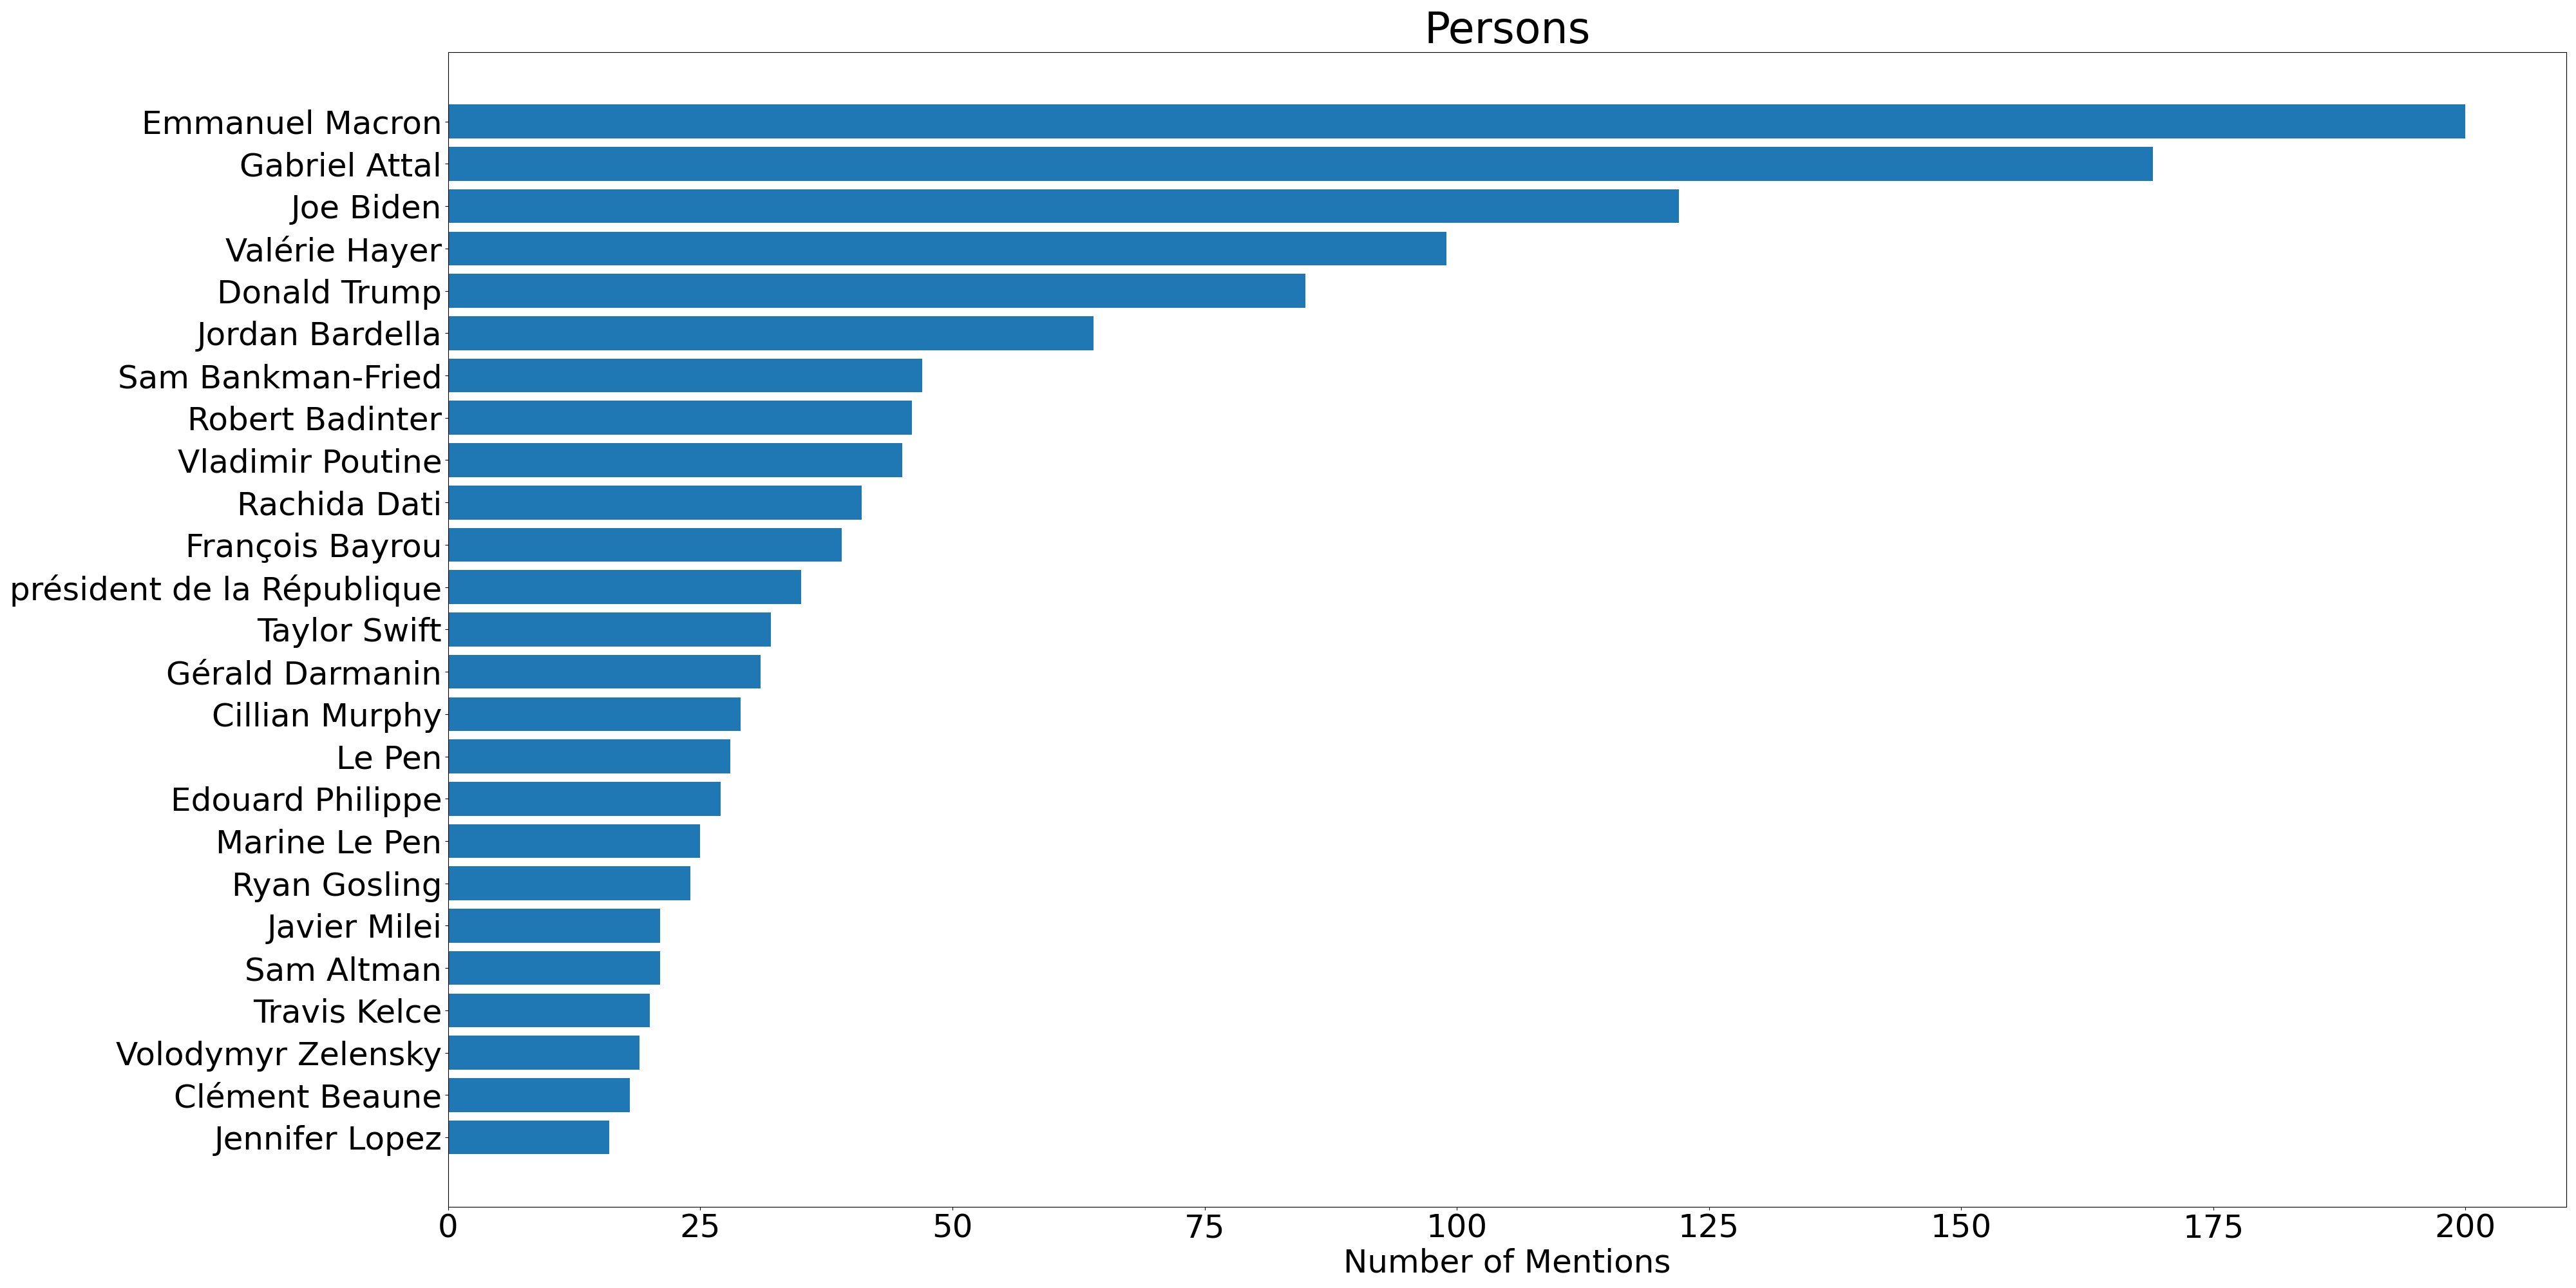 Persons
Emmanuel Macron
Gabriel Attal
Joe Biden
Valérie Hayer
Donald Trump
Jordan Bardella
Sam Bankman-Fried
Robert Badinter
Vladimir Poutine
Rachida Dati
François Bayrou
président de la République
Taylor Swift
Gérald Darmanin
Cillian Murphy
Le Pen
Edouard Philippe
Marine Le Pen
Ryan Gosling
Javier Milei
Sam Altman
Travis Kelce
Volodymyr Zelensky
Clément Beaune
Jennifer Lopez
0 25 50 75 100 125 150 175 200
Number of Mentions